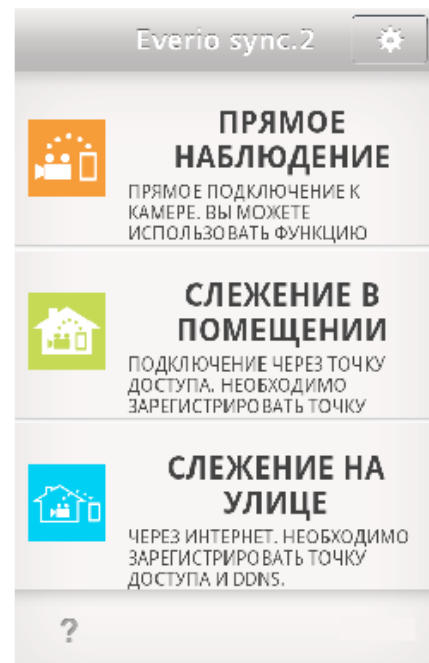 Everio sync.2
ПРЯМОЕ
НАБЛЮДЕНИЕ
ПРЯМОЕ ПОДКЛЮЧЕНИЕ К
КАМЕРЕ. ВЫ МОЖЕТЕ
ИСПОЛЬЗОВАТЬ ФУНКЦИЮ
СЛЕЖЕНИЕ В
ПОМЕЩЕНИИ
ПОДКЛЮЧЕНИЕ ЧЕРЕЗ ТОЧКУ
ДОСТУПА. НЕОБХОДИМО
ЗАРЕГИСТРИРОВАТЬ ТОЧКУ
СЛЕЖЕНИЕ НА
УЛИЦЕ
ЧЕРЕЗ ИНТЕРНЕТ. НЕОБХОДИМО
ЗАРЕГИСТРИРОВАТЬ ТОЧКУ
ДОСТУПА И DDNS.
?